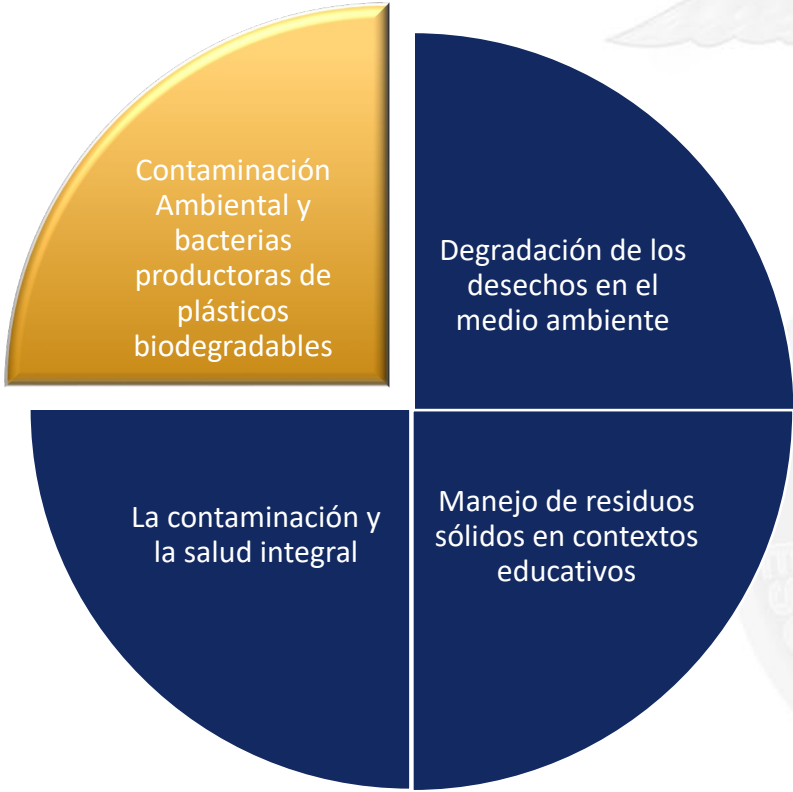 Contaminación
Ambiental y
bacterias
productoras de
plásticos
biodegradables
Degradación de los
desechos en el
medio ambiente
La contaminación y
la salud integral
Manejo de residuos
sólidos en contextos
educativos